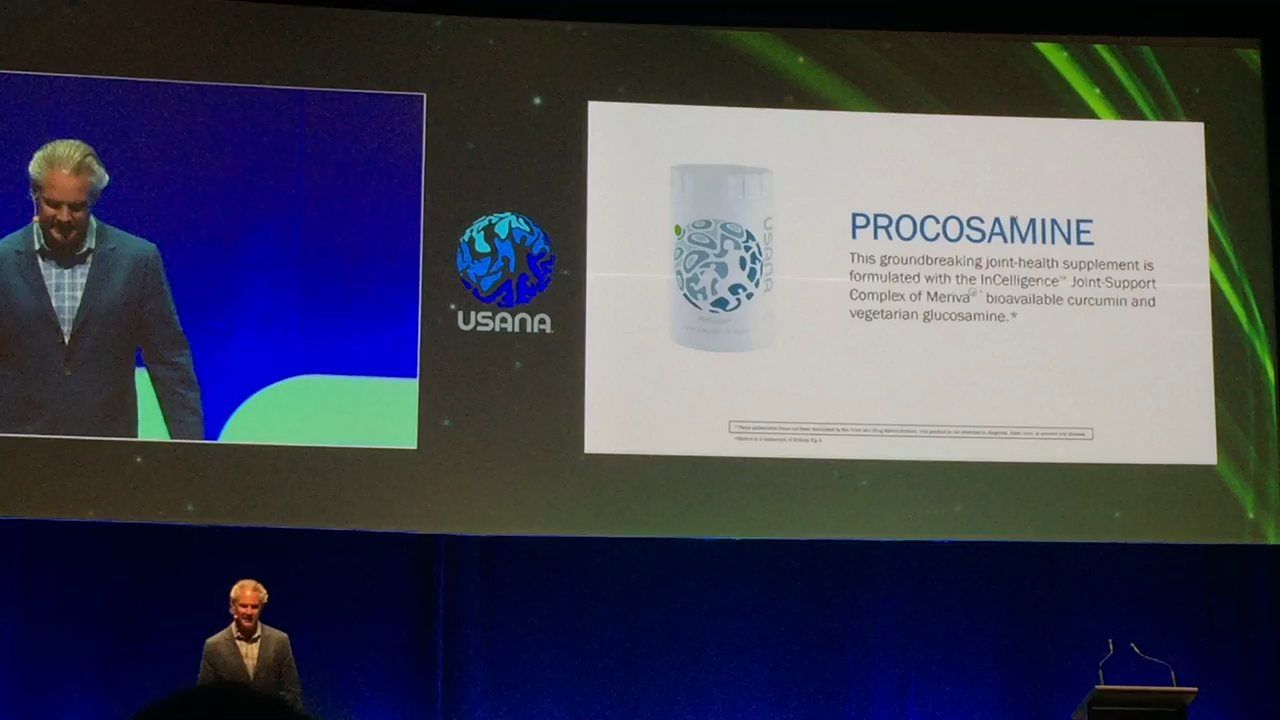 USANA
PROCOSAMINE
This groundbreaking joint-health supplement is
formulated with the InCelligence™ Joint-Support
Complex of Meriva®* bioavailable curcumin and
vegetarian glucosamine.*
USANA